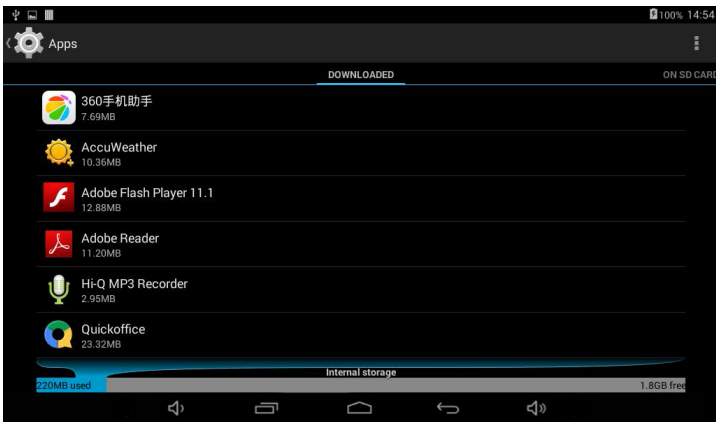 100% 14:54
Apps
DOWNLOADED
ON SD CARD
360手机助手
7.69MB
AccuWeather
10.36MB
Adobe Flash Player 11.1
12.88MB
Adobe Reader
11.20MB
Hi-Q MP3 Recorder
2.95MB
Quickoffice
23.32MB
Internal storage
220MB used
1.8GB free